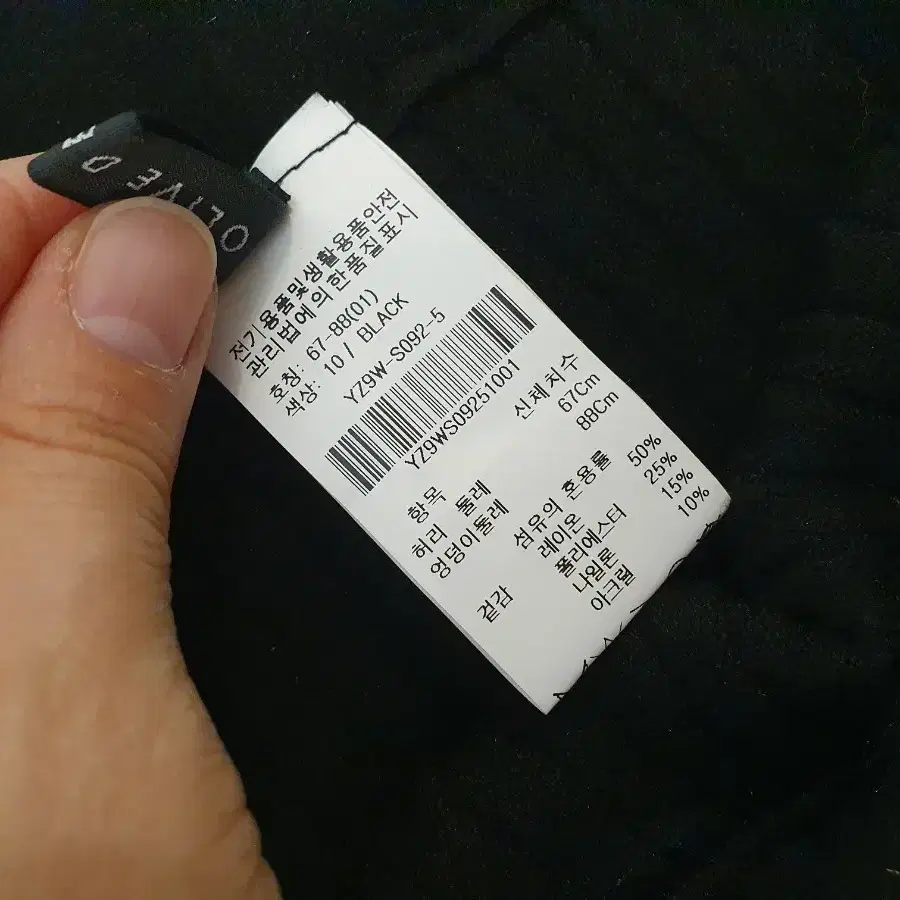 OLIVE D E
전기용품및생활용품안전
관리법에의한품질표시
호칭: 67-88(01)
색상: 10 / BLACK
YZ9W-S092-5
YZ9WS09251001
항목 신체치수
허리 둘레 67Cm
엉덩이둘레 88Cm
섬유의 혼용률
겉감 레이온 50%
폴리에스터 25%
나일론 15%
아크릴 10%